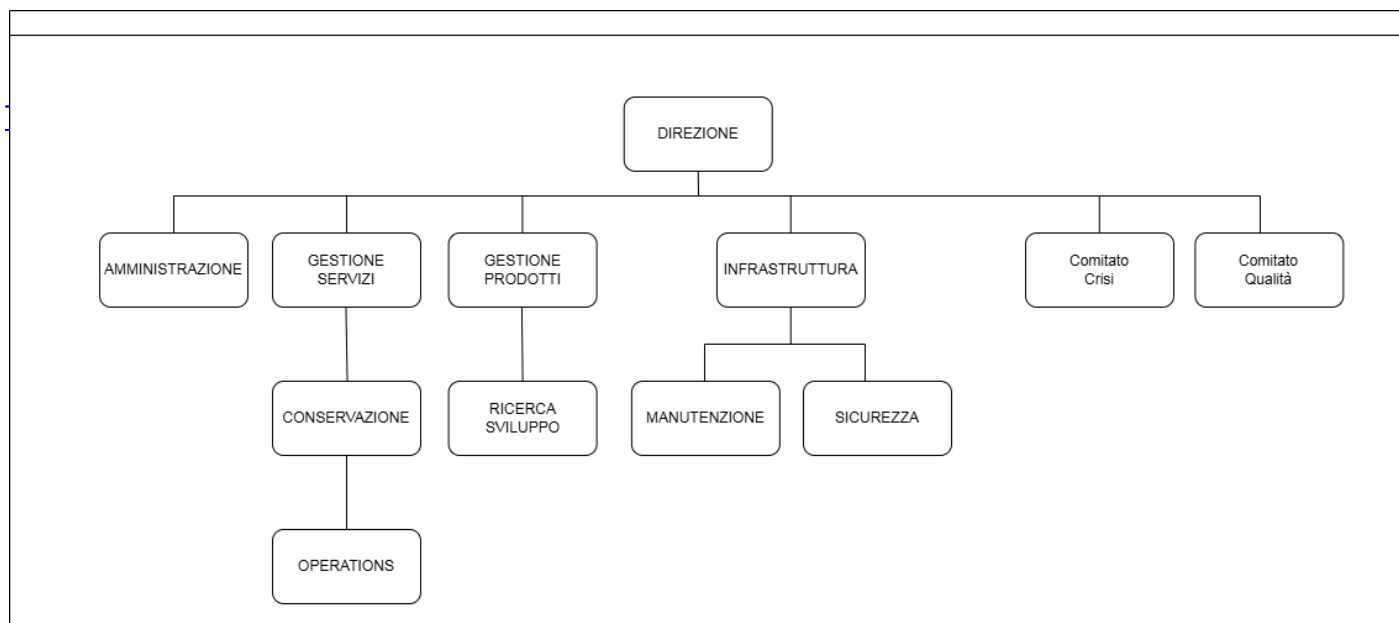 DIREZIONE
AMMINISTRAZIONE
GESTIONE
SERVIZI
GESTIONE
PRODOTTI
INFRASTRUTTURA
Comitato
Crisi
Comitato
Qualità
CONSERVAZIONE
RICERCA
SVILUPPO
MANUTENZIONE
SICUREZZA
OPERATIONS